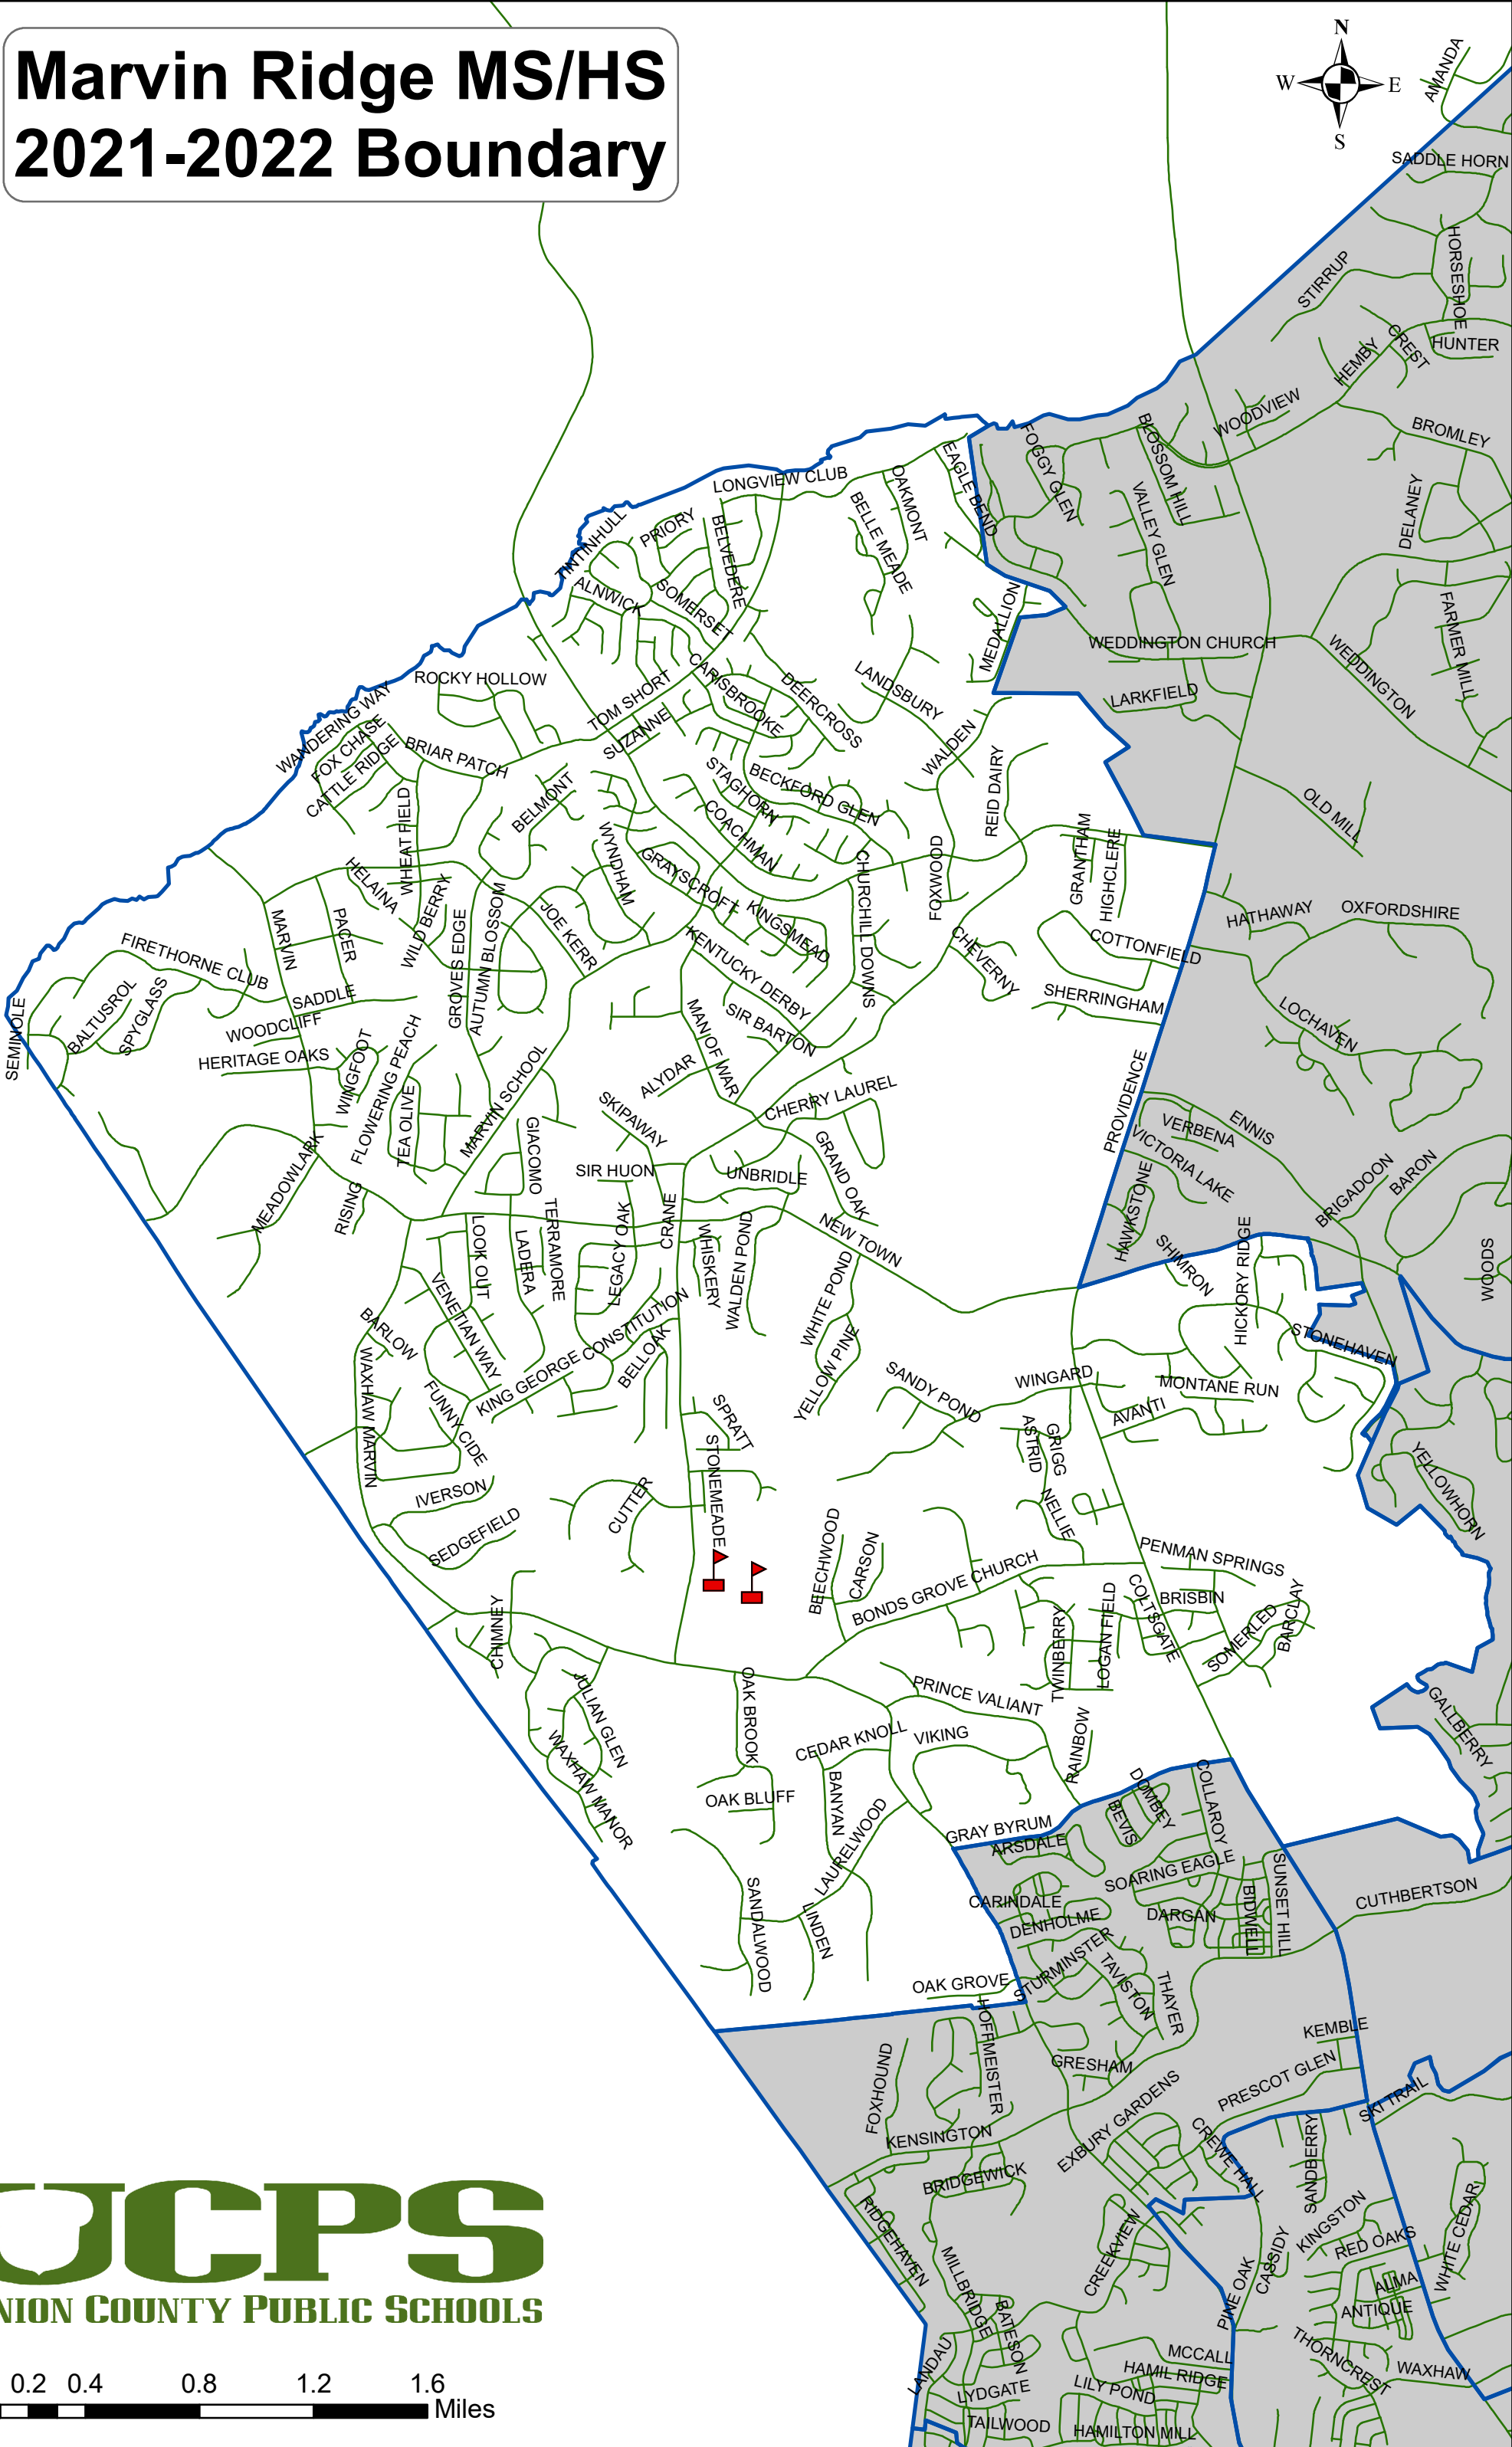 Marvin Ridge MS/HS
2021-2022 Boundary
N
W
E
S
AMANDA
SADDLE HORN
HORSESHOE
STIRRUP
CREST
HUNTER
HEMBY
WOODVIEW
BROMLEY
BLOSSOM HILL
FOGGY GLEN
EAGLE BEND
OAKMONT
LONGVIEW CLUB
BELLE MEADE
VALLEY GLEN
DELANEY
TINTINHULL
PRIORY
BELVEDERE
ALNWICK
SOMERSET
MEDALLION
FARMER MILL
WEDDINGTON CHURCH
WEDDINGTON
ROCKY HOLLOW
CARISBROOKE
DEERCROSS
LANDSBURY
LARKFIELD
TOM SHORT
SUZANNE
WANDERING WAY
FOX CHASE
CATTLE RIDGE
BRIAR PATCH
WALDEN
STAGHORN
BECKFORD GLEN
REID DAIRY
OLD MILL
BELMONT
COACHMAN
WHEAT FIELD
WYNDHAM
GRAYSCROFT
CHURCHILL DOWNS
FOXWOOD
GRANTHAM
HIGHCLERE
HELAINA
WILD BERRY
AUTUMN BLOSSOM
GROVES EDGE
JOE KERR
KINGSMEAD
HATHAWAY
OXFORDSHIRE
MARVIN
PACER
KENTUCKY DERBY
CHEVERNY
COTTONFIELD
FIRETHORNE CLUB
SADDLE
SHERRINGHAM
BALTUSROL
SPYGLASS
WOODCLIFF
SIR BARTON
MAN OF WAR
LOCHAVEN
SEMINOLE
HERITAGE OAKS
WINGFOOT
FLOWERING PEACH
TEA OLIVE
MARVIN SCHOOL
ALYDAR
CHERRY LAUREL
SKIPAWAY
PROVIDENCE
VERBENA
ENNIS
VICTORIA LAKE
GIACOMO
SIR HUON
UNBRIDLE
GRAND OAK
MEADOWLARK
RISING
BRIGADOON
BARON
HAWKSTONE
LOOK OUT
LADERA
TERRAMORE
LEGACY OAK
CRANE
WHISKERY
WALDEN POND
NEW TOWN
SHIMRON
HICKORY RIDGE
WOODS
VENETIAN WAY
WHITE POND
BARLOW
KING GEORGE CONSTITUTION
BELLOAK
YELLOW PINE
STONEHAVEN
WAXHAW MARVIN
FUNNY CIDE
SANDY POND
WINGARD
MONTANE RUN
AVANTI
SPRATT
STONEMEADE
ASTRID
GRIGG
YELLOWHORN
IVERSON
CUTTER
NELLIE
SEDGEFIELD
BEECHWOOD
CARSON
BONDS GROVE CHURCH
PENMAN SPRINGS
COLTSGATE
BRISBIN
BARCLAY
SOMERLED
CHIMNEY
TWINBERRY
LOGAN FIELD
JULIAN GLEN
OAK BROOK
PRINCE VALIANT
GALLBERRY
WAXHAW MANOR
CEDAR KNOLL
VIKING
RAINBOW
OAK BLUFF
BANYAN
LAURELWOOD
GRAY BYRUM
ARSDALE
BEVIS
DOMBEY
COLLAROY
SOARING EAGLE
SUNSET HILL
BIDWELL
CUTHBERTSON
CARINDALE
DENHOLME
DARGAN
SANDALWOOD
LINDEN
STURMINSTER
TAVISTON
THAYER
OAK GROVE
HOFFMEISTER
KEMBLE
GRESHAM
PRESCOT GLEN
FOXHOUND
EXBURY GARDENS
SKI TRAIL
KENSINGTON
CREWE HALL
SANDBERRY
BRIDGEWICK
WHITE CEDAR
RIDGEHAVEN
CREEKVIEW
KINGSTON
RED OAKS
CASSIDY
PINE OAK
MILLBRIDGE
BATESON
ALMA
ANTIQUE
THORNCREST
WAXHAW
LANDAU
MCCALL
HAMIL RIDGE
LYDGATE
LILY POND
TAILWOOD
HAMILTON MILL
UCPS
NION COUNTY PUBLIC SCHOOLS
0.2 0.4 0.8 1.2 1.6
Miles